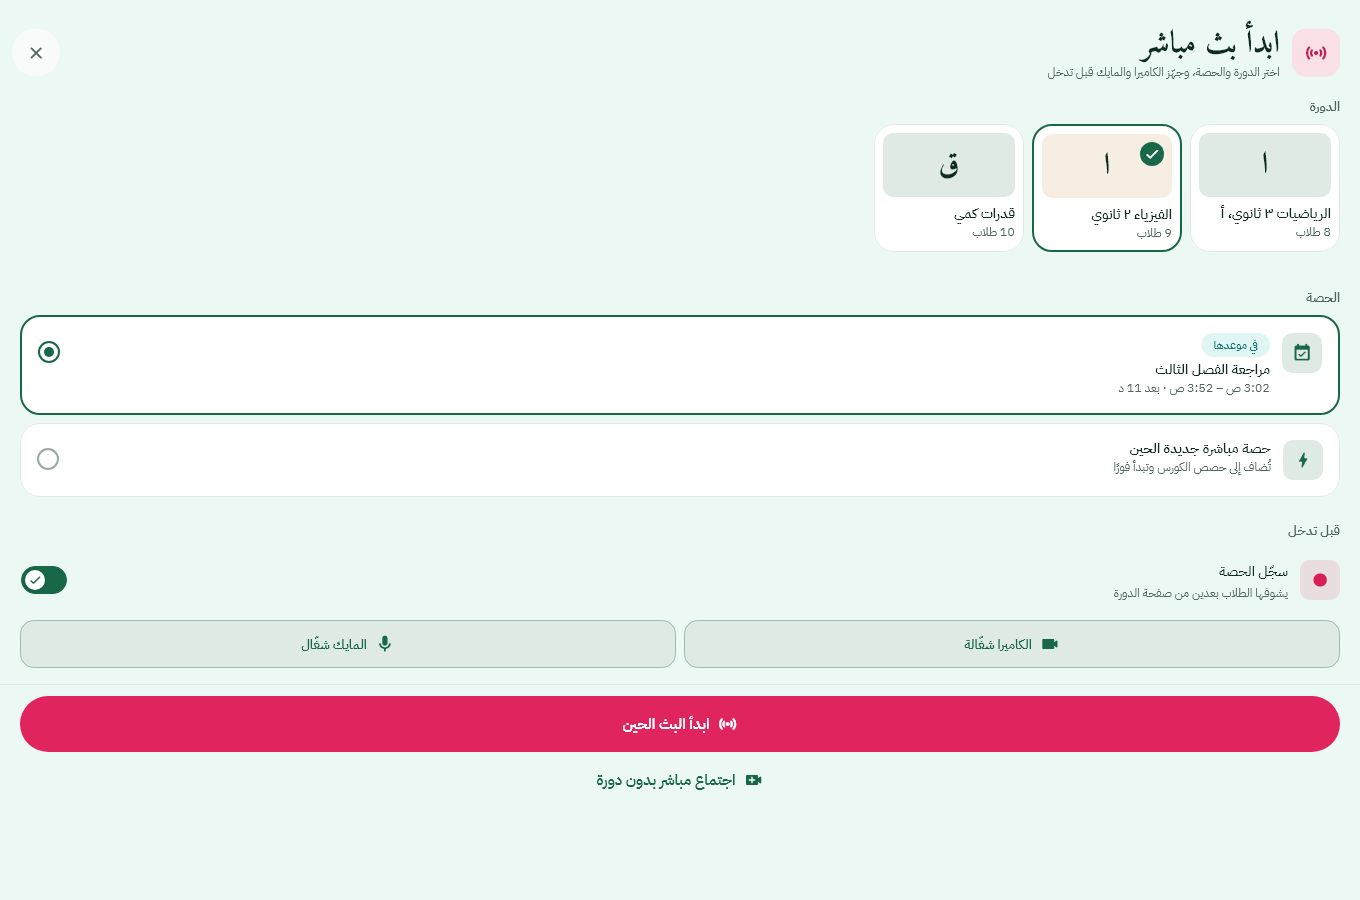 ابدأ بث مباشر
اختر الدورة والحصة، وجهّز الكاميرا والمايك قبل تدخل
الدورة
ا
ا
ق
الرياضيات ٣ ثانوي، أ
الفيزياء ٢ ثانوي
قدرات كمي
8 طلاب
9 طلاب
10 طلاب
الحصة
في موعدها
مراجعة الفصل الثالث
3:02 ص – 3:52 ص · بعد 11 د
حصة مباشرة جديدة الحين
تُضاف إلى حصص الكورس وتبدأ فورًا
قبل تدخل
سجّل الحصة
يشوفها الطلاب بعدين من صفحة الدورة
الكاميرا شغّالة
المايك شغّال
ابدأ البث الحين
اجتماع مباشر بدون دورة